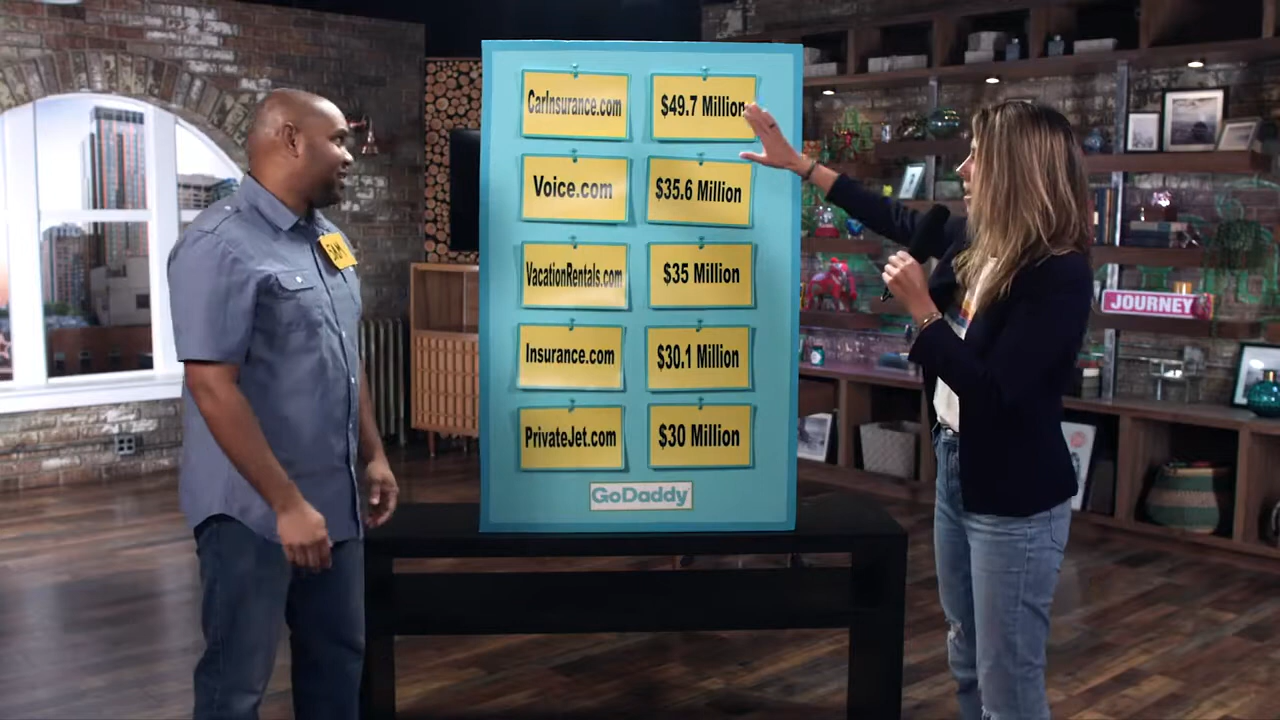 CarInsurance.com $49.7 Million
Voice.com $35.6 Million
VacationRentals.com $35 Million
Insurance.com $30.1 Million
PrivateJet.com $30 Million
GoDaddy
SAM
JOURNEY